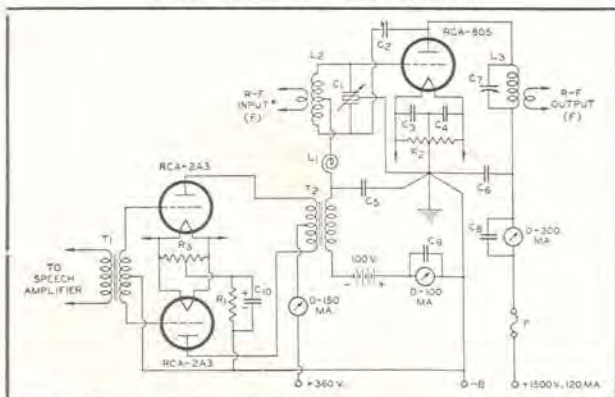 RCA-805
C2
L2
L3
C1
C7
R-F
INPUT*
(F)
R-F
OUTPUT
(F)
C3
C4
R2
L1
RCA-2A3
T2
C5
C6
T1
R3
C8
0-300
MA.
C9
100 V.
- +
TO
SPEECH
AMPLIFIER
R1
+
-
C10
0-150
MA.
0-100
MA.
F
RCA-2A3
+360 V.
-B
+1500 V., 120 MA.